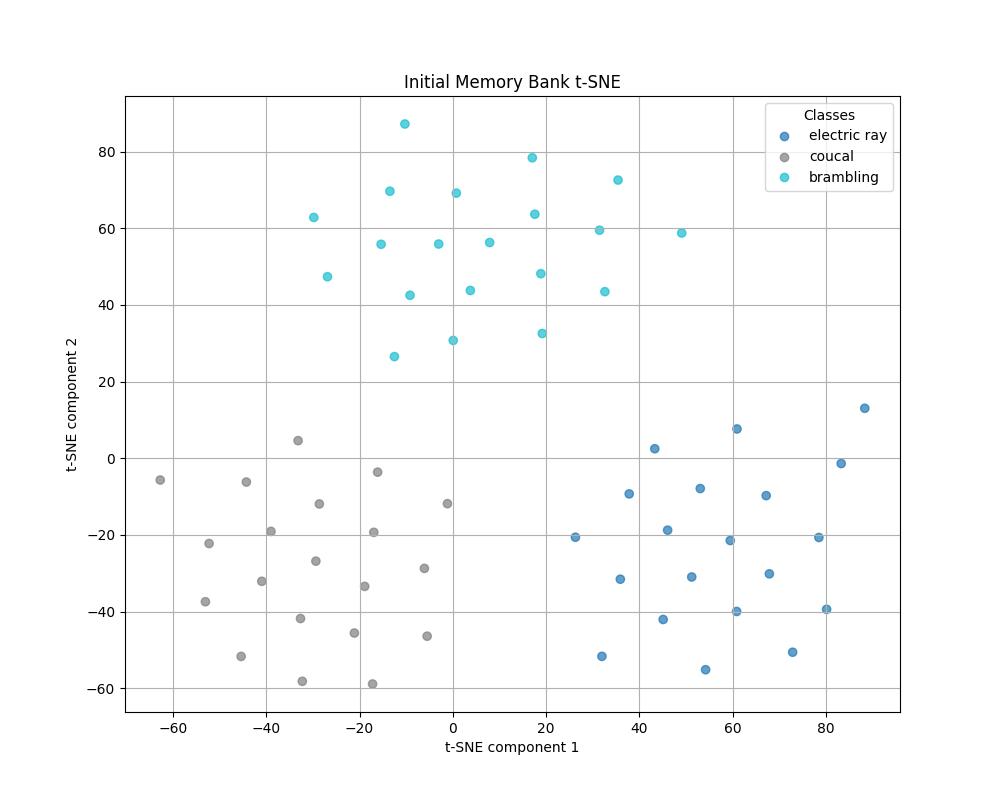 Initial Memory Bank t-SNE
Classes
electric ray
coucal
brambling
t-SNE component 2
80
60
40
20
0
−20
−40
−60
−60 −40 −20 0 20 40 60 80
t-SNE component 1